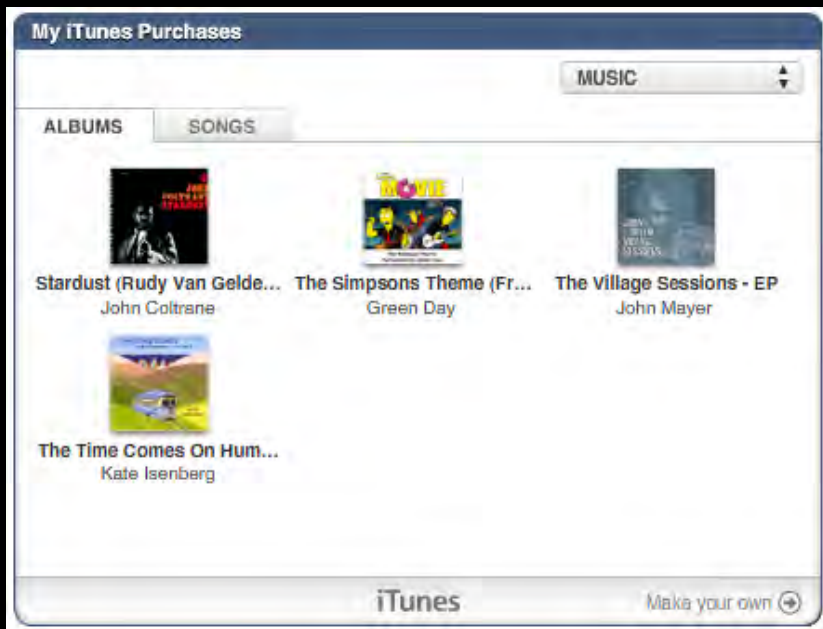 My iTunes Purchases
MUSIC
ALBUMS SONGS
MOVIE
Stardust (Rudy Van Gelde... The Simpsons Theme (Fr... The Village Sessions - EP
John Coltrane Green Day John Mayer
The Time Comes On Hum...
Kate Isenberg
iTunes Make your own